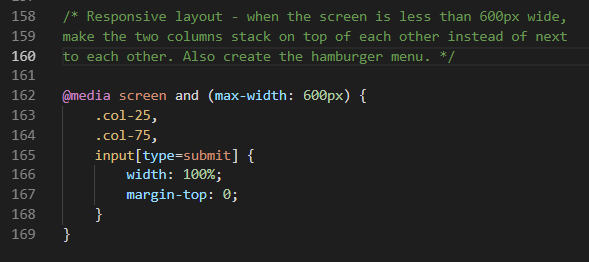 158 /* Responsive layout - when the screen is less than 600px wide,
159 make the two columns stack on top of each other instead of next
160 to each other. Also create the hamburger menu. */
161
162 @media screen and (max-width: 600px) {
163     .col-25,
164     .col-75,
165     input[type=submit] {
166         width: 100%;
167         margin-top: 0;
168     }
169 }